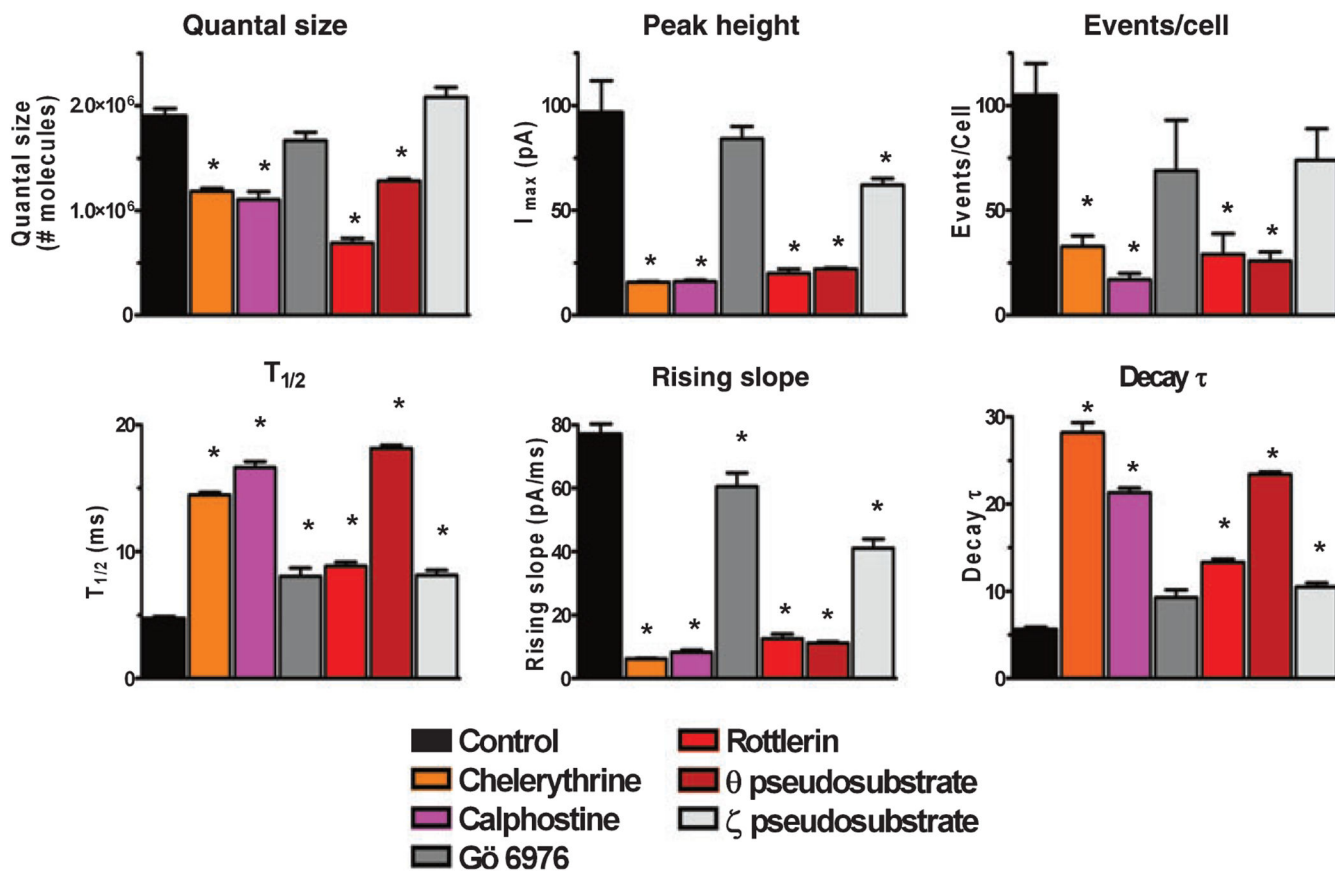 Quantal size
Quantal size
(# molecules)
2.0×10⁶
1.0×10⁶
0
* * * *
Peak height
I max (pA)
100
50
0
* * * * *
Events/cell
Events/Cell
100
50
0
* * * *
T1/2
T1/2 (ms)
20
10
0
* * * * * *
Rising slope
Rising slope (pA/ms)
80
60
40
20
0
* * * * * *
Decay τ
Decay τ
30
20
10
0
* * * * *
Control
Chelerythrine
Calphostine
Gö 6976
Rottlerin
θ pseudosubstrate
ζ pseudosubstrate